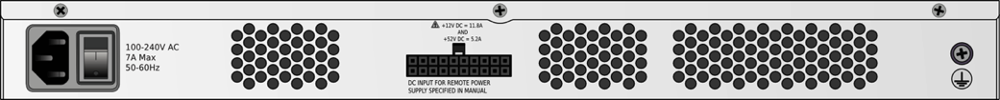 100-240V AC
7A Max
50-60Hz
+12V DC = 11.8A
AND
+52V DC = 5.2A
DC INPUT FOR REMOTE POWER
SUPPLY SPECIFIED IN MANUAL